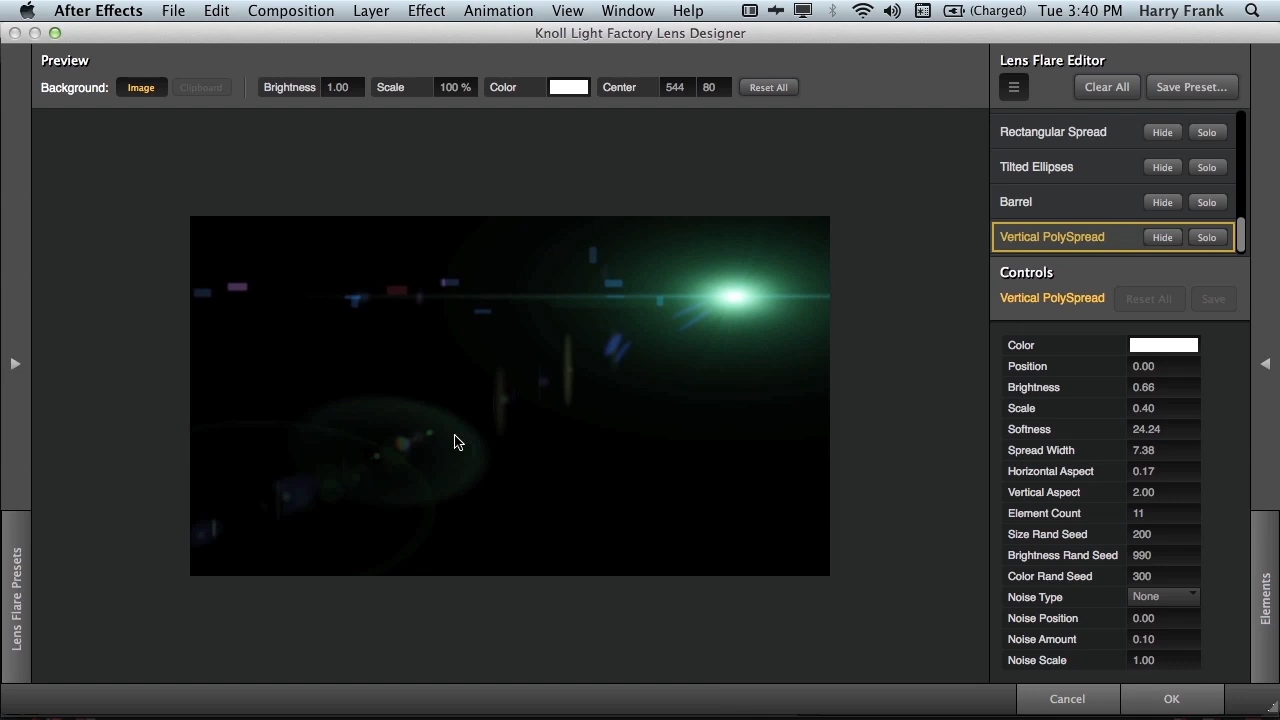 After Effects File Edit Composition Layer Effect Animation View Window Help (Charged) Tue 3:40 PM Harry Frank
Knoll Light Factory Lens Designer
Preview
Background: Image Clipboard Brightness 1.00 Scale 100 % Color Center 544 80 Reset All
Lens Flare Editor
Clear All Save Preset...
Rectangular Spread Hide Solo
Tilted Ellipses Hide Solo
Barrel Hide Solo
Vertical PolySpread Hide Solo
Controls
Vertical PolySpread Reset All Save
Color
Position 0.00
Brightness 0.66
Scale 0.40
Softness 24.24
Spread Width 7.38
Horizontal Aspect 0.17
Vertical Aspect 2.00
Element Count 11
Size Rand Seed 200
Brightness Rand Seed 990
Color Rand Seed 300
Noise Type None
Noise Position 0.00
Noise Amount 0.10
Noise Scale 1.00
Lens Flare Presets
Elements
Cancel OK